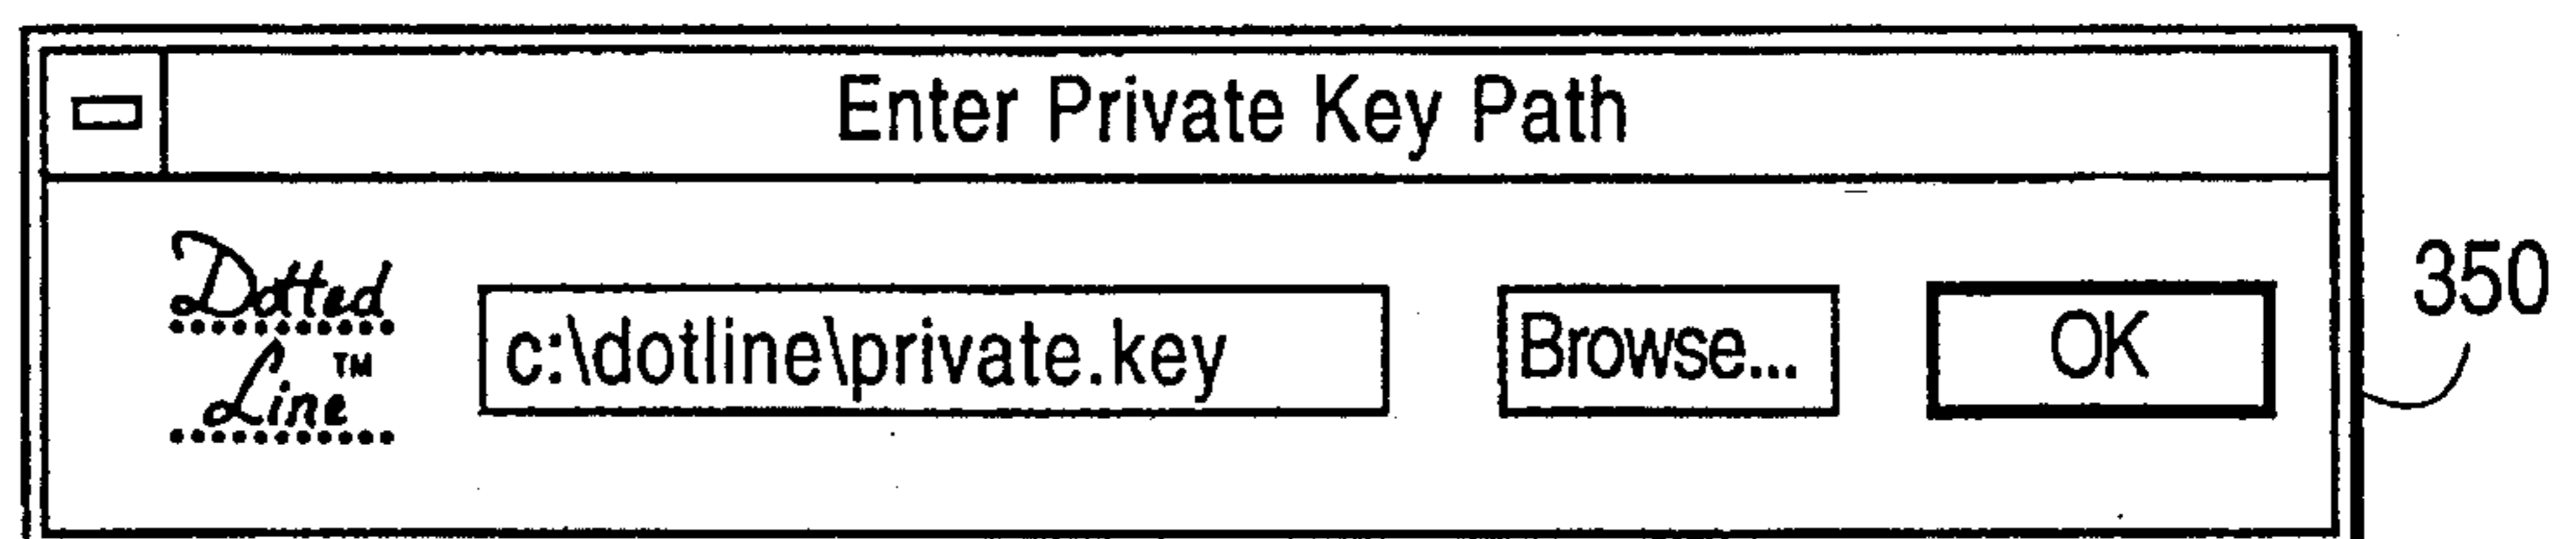 Enter Private Key Path
Dotted
Line™
c:\dotline\private.key
Browse...
OK
350